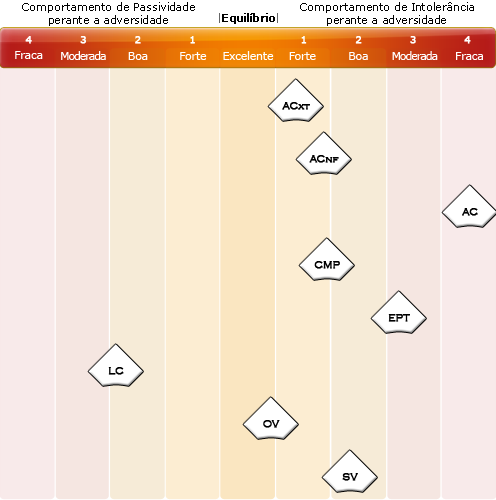 Comportamento de Passividade
perante a adversidade
|Equilíbrio|
Comportamento de Intolerância
perante a adversidade
4 3 2 1 1 2 3 4
Fraca Moderada Boa Forte Excelente Forte Boa Moderada Fraca
ACxt
ACnf
AC
CMP
EPT
LC
OV
SV